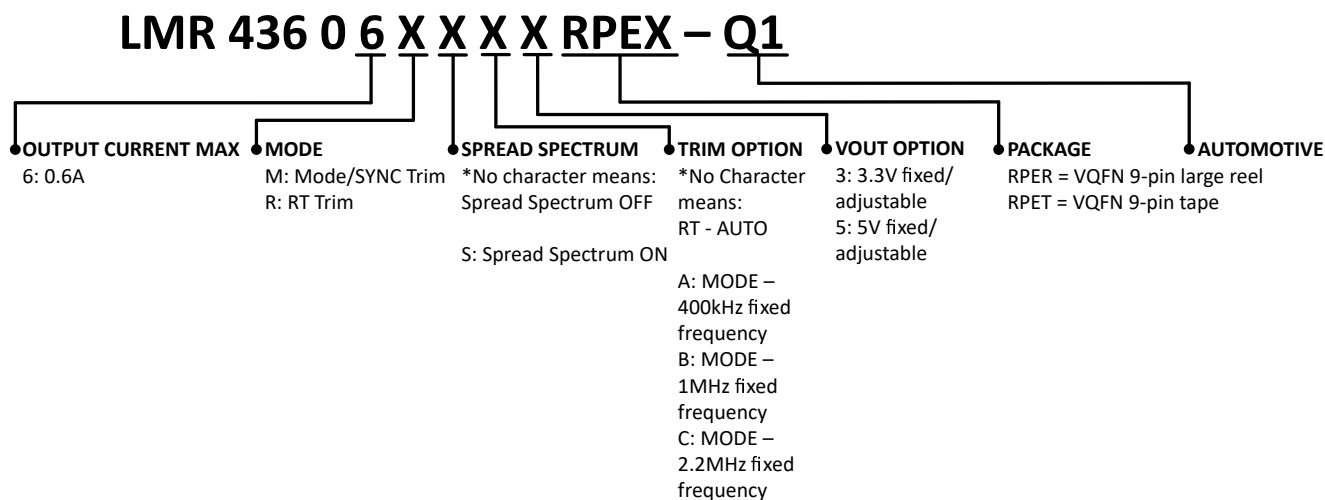 LMR 436 0 6 X X X X RPEX – Q1
OUTPUT CURRENT MAX
6: 0.6A
MODE
M: Mode/SYNC Trim
R: RT Trim
SPREAD SPECTRUM
*No character means:
Spread Spectrum OFF
S: Spread Spectrum ON
TRIM OPTION
*No Character
means:
RT - AUTO
A: MODE –
400kHz fixed
frequency
B: MODE –
1MHz fixed
frequency
C: MODE –
2.2MHz fixed
frequency
VOUT OPTION
3: 3.3V fixed/
adjustable
5: 5V fixed/
adjustable
PACKAGE
RPER = VQFN 9-pin large reel
RPET = VQFN 9-pin tape
AUTOMOTIVE